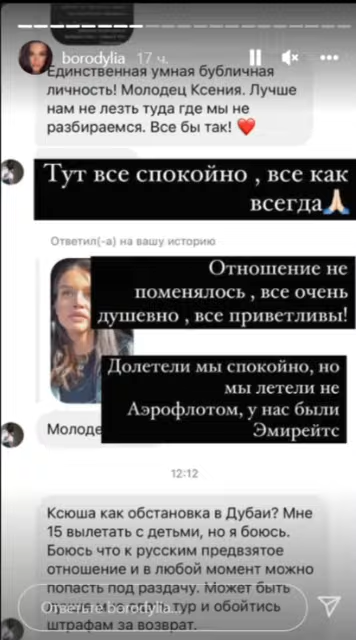 borodylia 17 ч.
Единственная умная бубличная
личность! Молодец Ксения. Лучше
нам не лезть туда где мы не
разбираемся. Все бы так! ❤️
Тут все спокойно , все как
всегда🙏🏻
Ответил(-а) на вашу историю
Отношение не
поменялось , все очень
душевно , все приветливы!
Долетели мы спокойно, но
мы летели не
Аэрофлотом, у нас были
Эмирейтс
Молоде
12:12
Ксюша как обстановка в Дубаи? Мне
15 вылетать с детьми, но я боюсь.
Боюсь что к русским предвзятое
отношение и в любой момент можно
попасть под раздачу. Может быть
тур и обойтись
Ответьте borodylia...
штрафам за возврат.